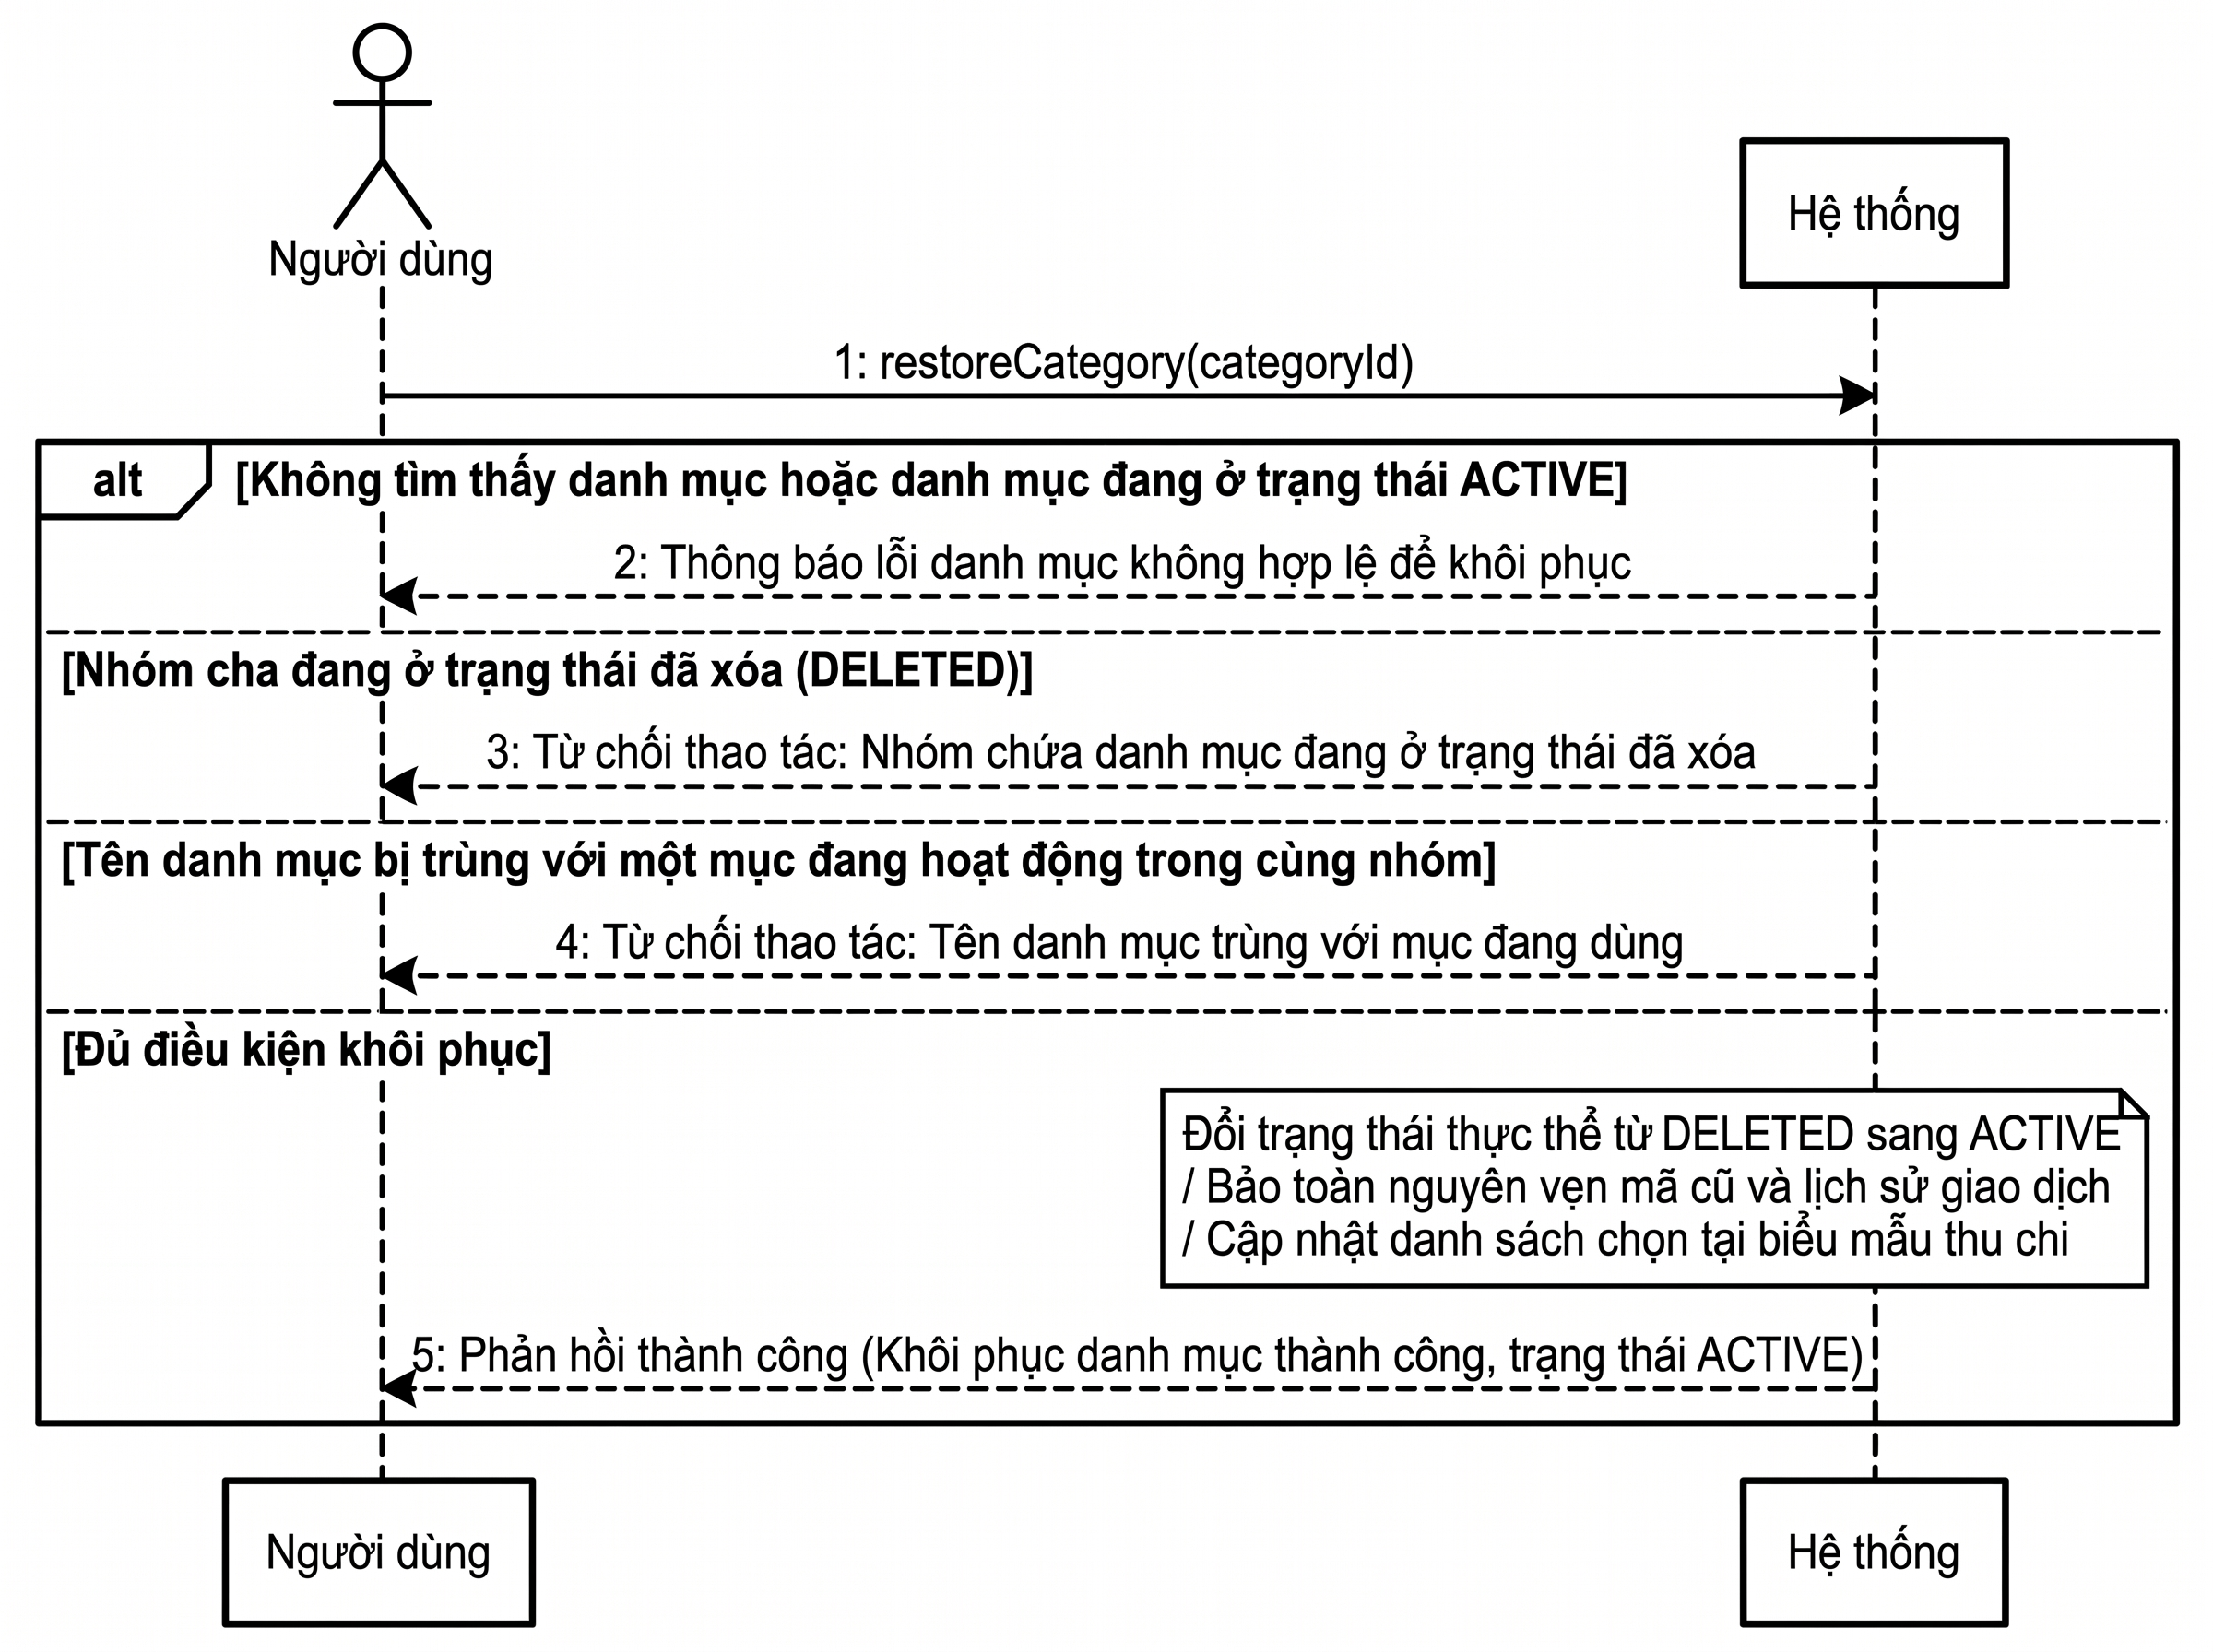 Người dùng
Hệ thống
1: restoreCategory(categoryId)
alt
[Không tìm thấy danh mục hoặc danh mục đang ở trạng thái ACTIVE]
2: Thông báo lỗi danh mục không hợp lệ để khôi phục
[Nhóm cha đang ở trạng thái đã xóa (DELETED)]
3: Từ chối thao tác: Nhóm chứa danh mục đang ở trạng thái đã xóa
[Tên danh mục bị trùng với một mục đang hoạt động trong cùng nhóm]
4: Từ chối thao tác: Tên danh mục trùng với mục đang dùng
[Đủ điều kiện khôi phục]
Đổi trạng thái thực thể từ DELETED sang ACTIVE
/ Bảo toàn nguyên vẹn mã cũ và lịch sử giao dịch
/ Cập nhật danh sách chọn tại biểu mẫu thu chi
5: Phản hồi thành công (Khôi phục danh mục thành công, trạng thái ACTIVE)
Người dùng
Hệ thống